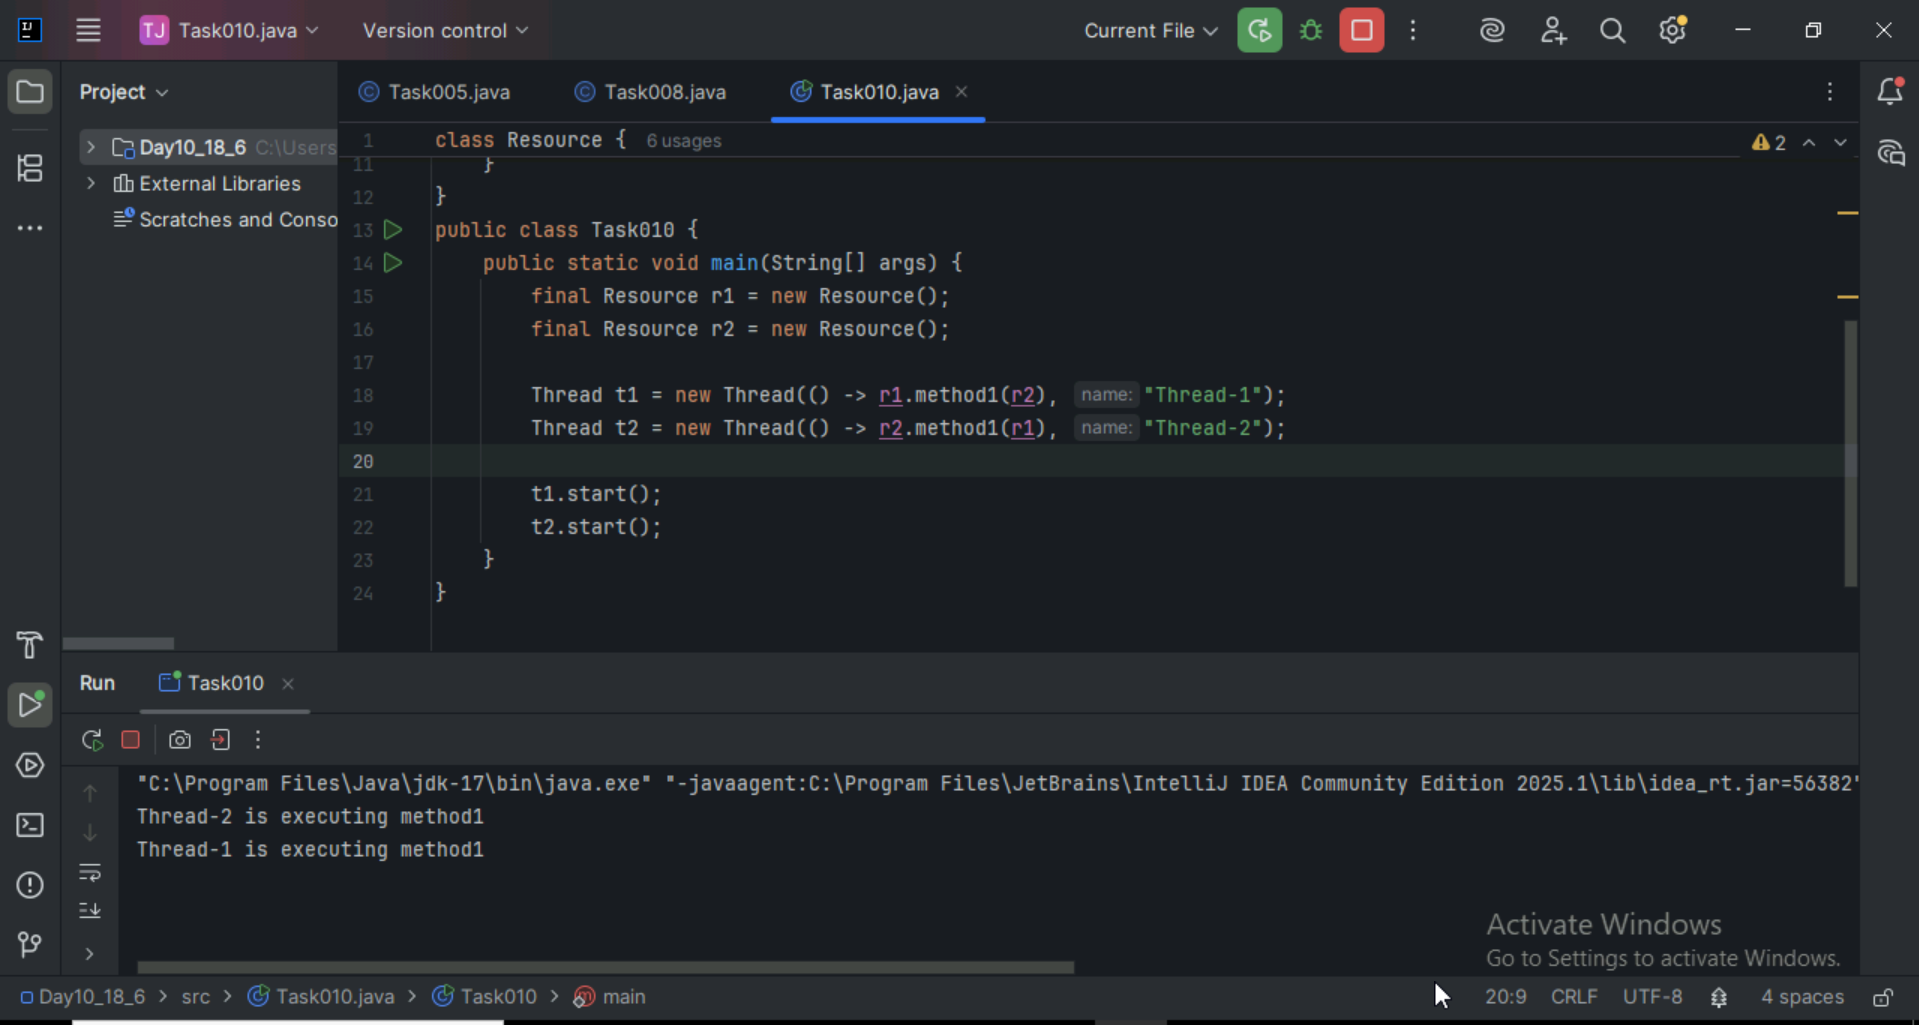 TJ Task010.java Version control Current File
Project
Task005.java Task008.java Task010.java
Day10_18_6 C:\Users
External Libraries
Scratches and Conso
1 class Resource { 6 usages
2
11 }
12 }
13 public class Task010 {
14 public static void main(String[] args) {
15 final Resource r1 = new Resource();
16 final Resource r2 = new Resource();
17
18 Thread t1 = new Thread(() -> r1.method1(r2), name: "Thread-1");
19 Thread t2 = new Thread(() -> r2.method1(r1), name: "Thread-2");
20
21 t1.start();
22 t2.start();
23 }
24 }
Run Task010
"C:\Program Files\Java\jdk-17\bin\java.exe" "-javaagent:C:\Program Files\JetBrains\IntelliJ IDEA Community Edition 2025.1\lib\idea_rt.jar=56382"
Thread-2 is executing method1
Thread-1 is executing method1
Activate Windows
Go to Settings to activate Windows.
Day10_18_6 > src > Task010.java > Task010 > main 20:9 CRLF UTF-8 4 spaces